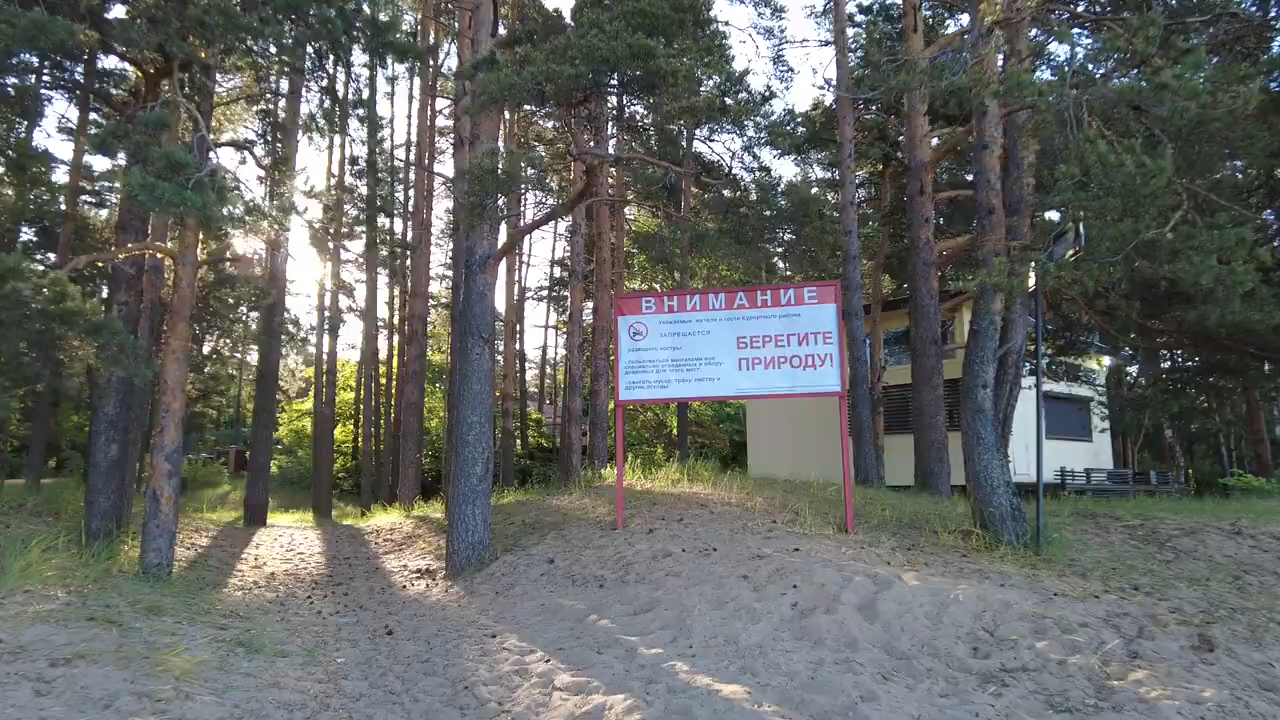 ВНИМАНИЕ
Уважаемые жители и гости Курортного района
ЗАПРЕЩАЕТСЯ:
БЕРЕГИТЕ
ПРИРОДУ!
разводить костры;
- пользоваться мангалами вне
специально отведенных и обору-
дованных для этого мест;
- сжигать мусор, траву, листву и
другие отходы